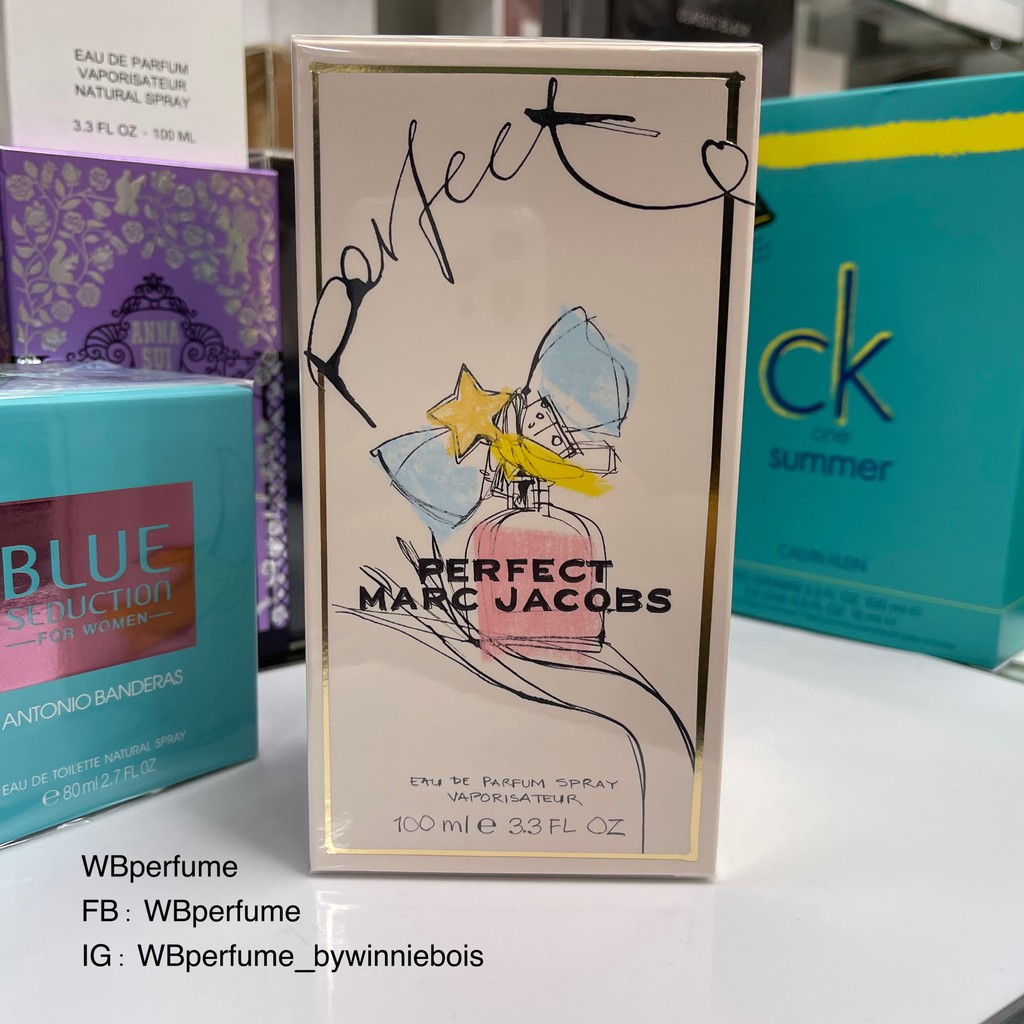 CLASSIC BLACK
EAU DE PARFUM
VAPORISATEUR
NATURAL SPRAY
3.3 FL OZ - 100 ML
ANNA
SUI
Perfect
PERFECT
MARC JACOBS
EAU DE PARFUM SPRAY
VAPORISATEUR
100 ml e 3.3 FL OZ
BLUE
SEDUCTION
FOR WOMEN
ANTONIO BANDERAS
EAU DE TOILETTE NATURAL SPRAY
e 80 ml 2.7 FL OZ
ck
one
summer
CALVIN KLEIN
WBperfume
FB : WBperfume
IG : WBperfume_bywinniebois